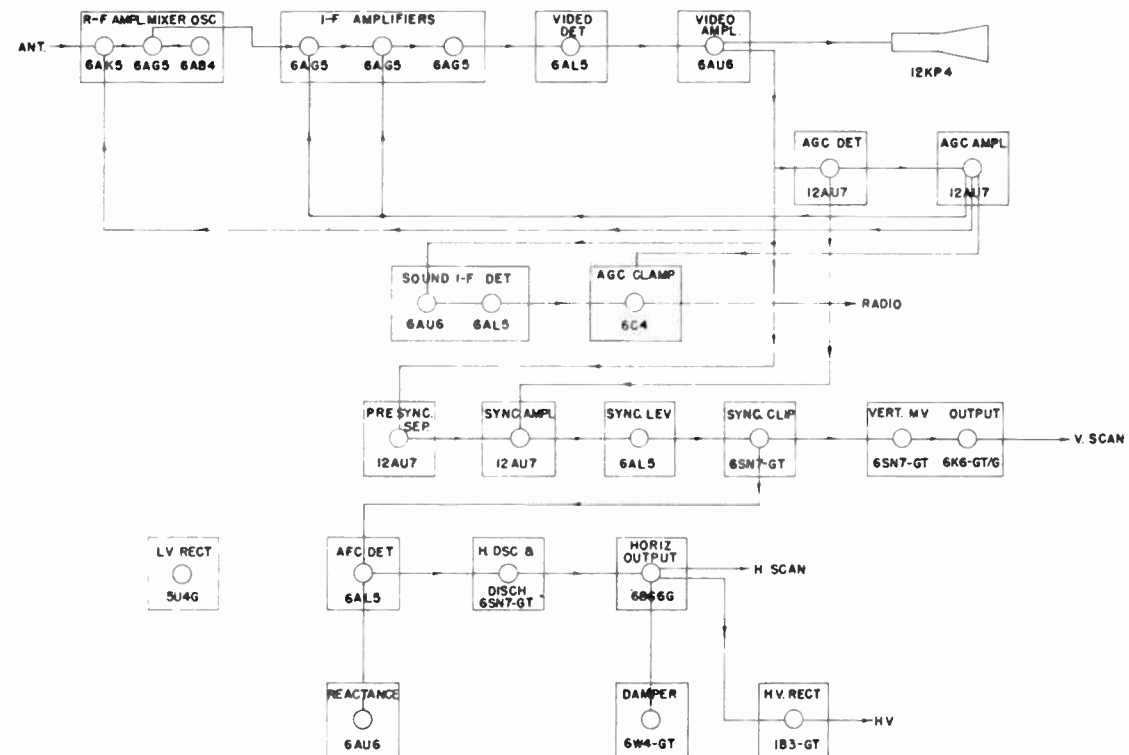 R-F AMPL. MIXER OSC
I-F AMPLIFIERS
VIDEO
DET
VIDEO
AMPL.
ANT.
6AK5 6AG5 6AB4
6AG5 6AG5 6AG5
6AL5
6AU6
12KP4
AGC DET
AGC AMPL
12AU7
12AU7
SOUND I-F DET
AGC CLAMP
6AU6 6AL5
6C4
RADIO
PRE SYNC.
SEP.
SYNC. AMPL
SYNC. LEV
SYNC. CLIP
VERT. MV OUTPUT
12AU7
12AU7
6AL5
6SN7-GT
6SN7-GT 6K6-GT/G
V. SCAN
LV RECT
5U4G
AFC DET
6AL5
H. OSC &
DISCH
6SN7-GT
HORIZ
OUTPUT
6BG6G
H SCAN
REACTANCE
6AU6
DAMPER
6W4-GT
H.V. RECT
1B3-GT
HV